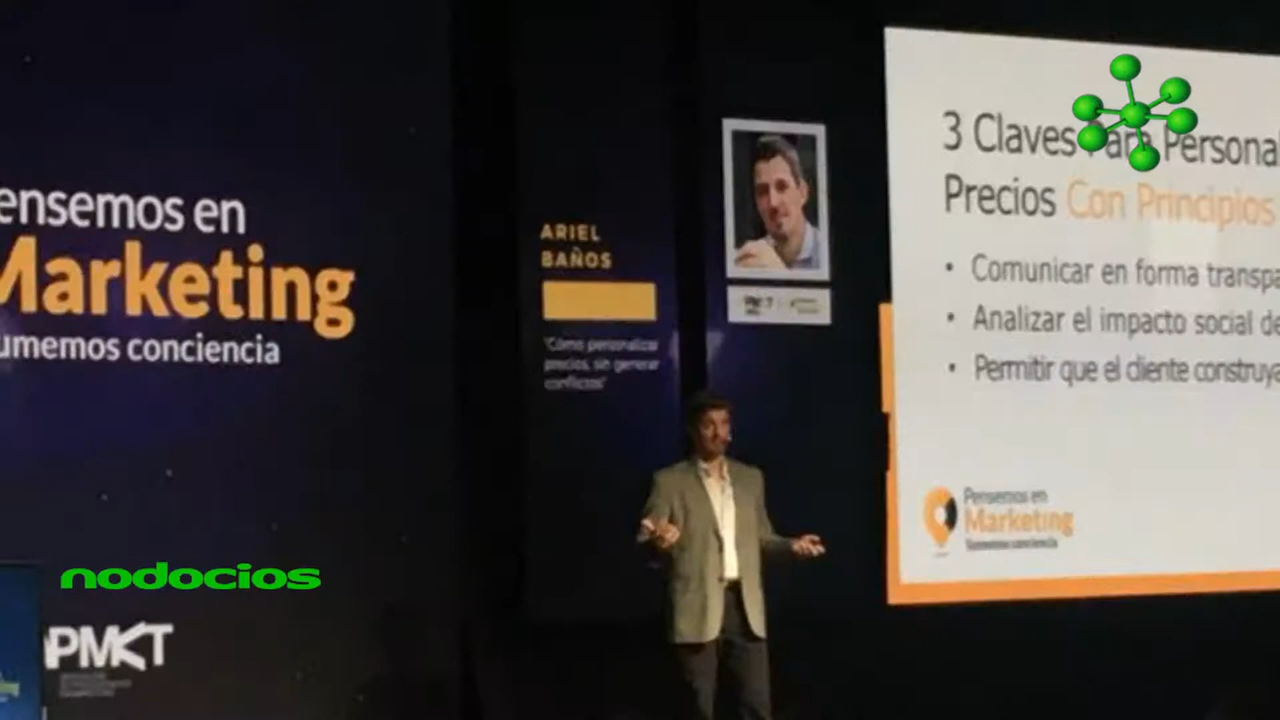 ensemos en
Marketing
umemos conciencia
nodocios
PMKT
ARIEL
BAÑOS
"Cómo personalizar
precios, sin generar
conflictos"
3 Claves Para Persona
Precios Con Principios
• Comunicar en forma transpa
• Analizar el impacto social de
• Permitir que el cliente construya
Pensemos en
Marketing
Sumemos conciencia